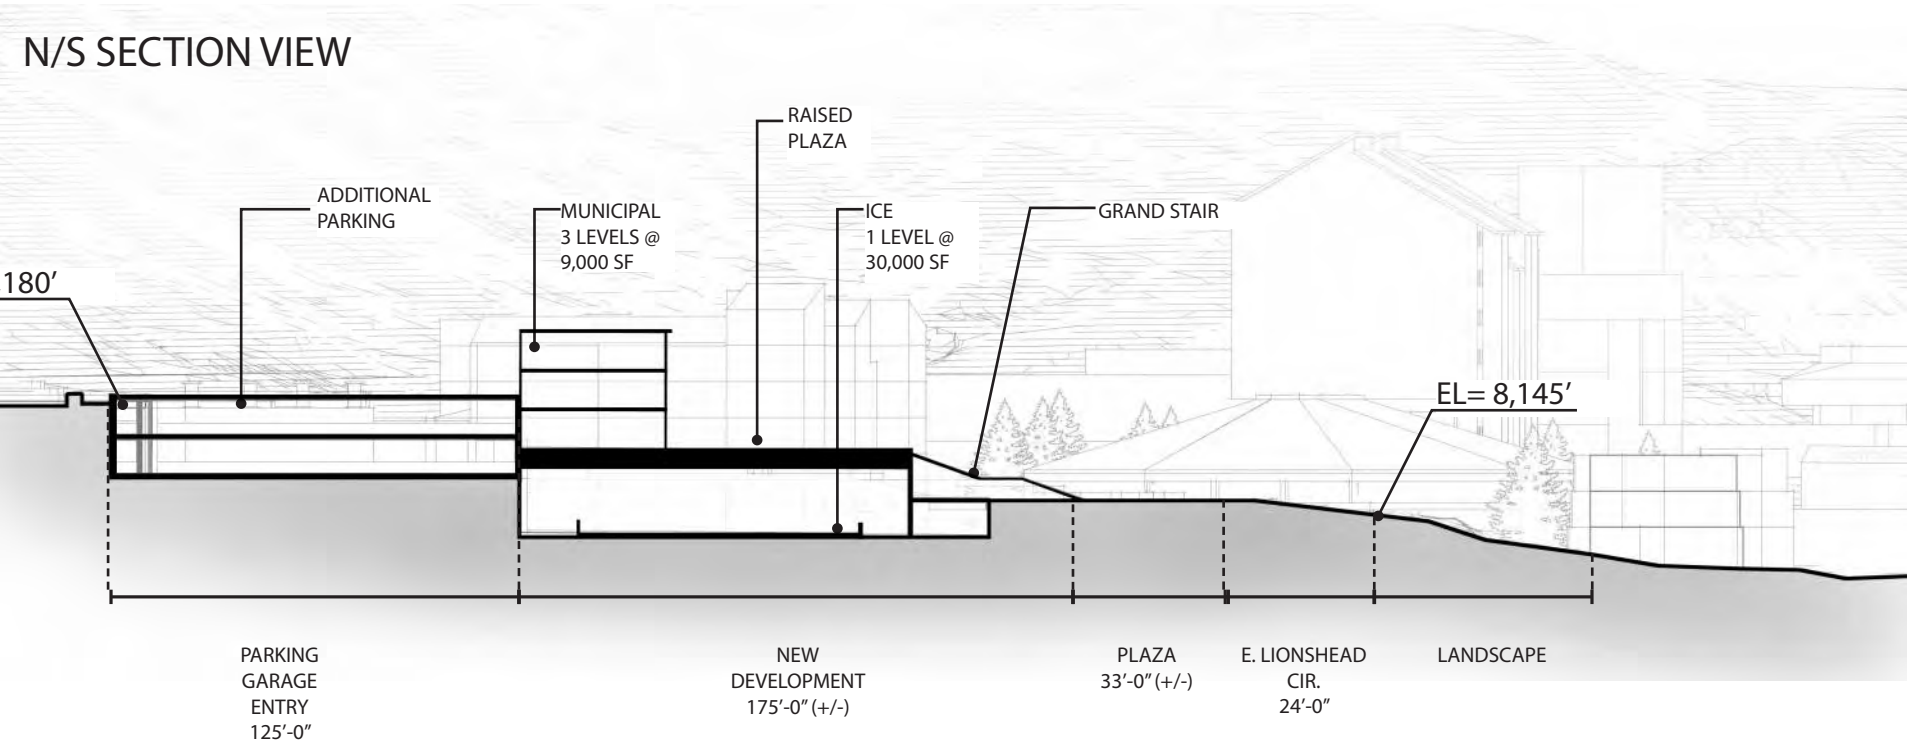 N/S SECTION VIEW
RAISED
PLAZA
ADDITIONAL
PARKING
MUNICIPAL
3 LEVELS @
9,000 SF
ICE
1 LEVEL @
30,000 SF
GRAND STAIR
180’
EL= 8,145’
PARKING
GARAGE
ENTRY
125’-0”
NEW
DEVELOPMENT
175’-0” (+/-)
PLAZA
33’-0” (+/-)
E. LIONSHEAD
CIR.
24’-0”
LANDSCAPE